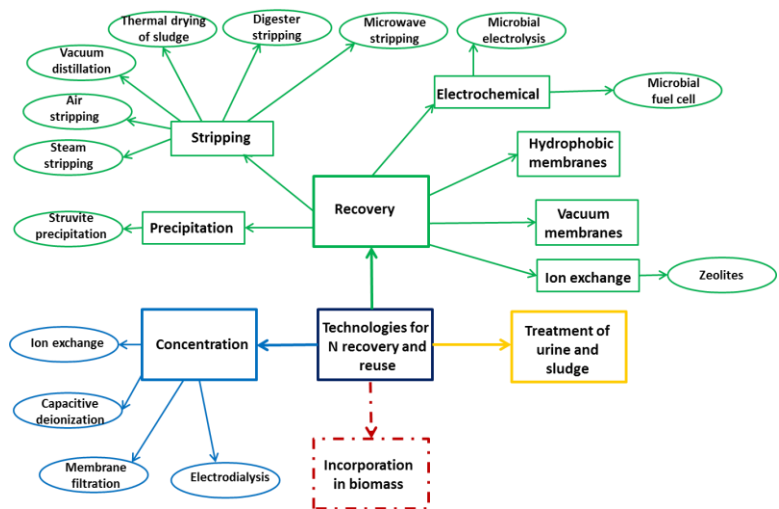 Thermal drying
of sludge
Digester
stripping
Microwave
stripping
Microbial
electrolysis
Vacuum
distillation
Air
stripping
Steam
stripping
Stripping
Electrochemical
Microbial
fuel cell
Hydrophobic
membranes
Recovery
Vacuum
membranes
Struvite
precipitation
Precipitation
Ion exchange
Zeolites
Ion exchange
Concentration
Technologies for
N recovery and
reuse
Treatment of
urine and
sludge
Capacitive
deionization
Membrane
filtration
Electrodialysis
Incorporation
in biomass